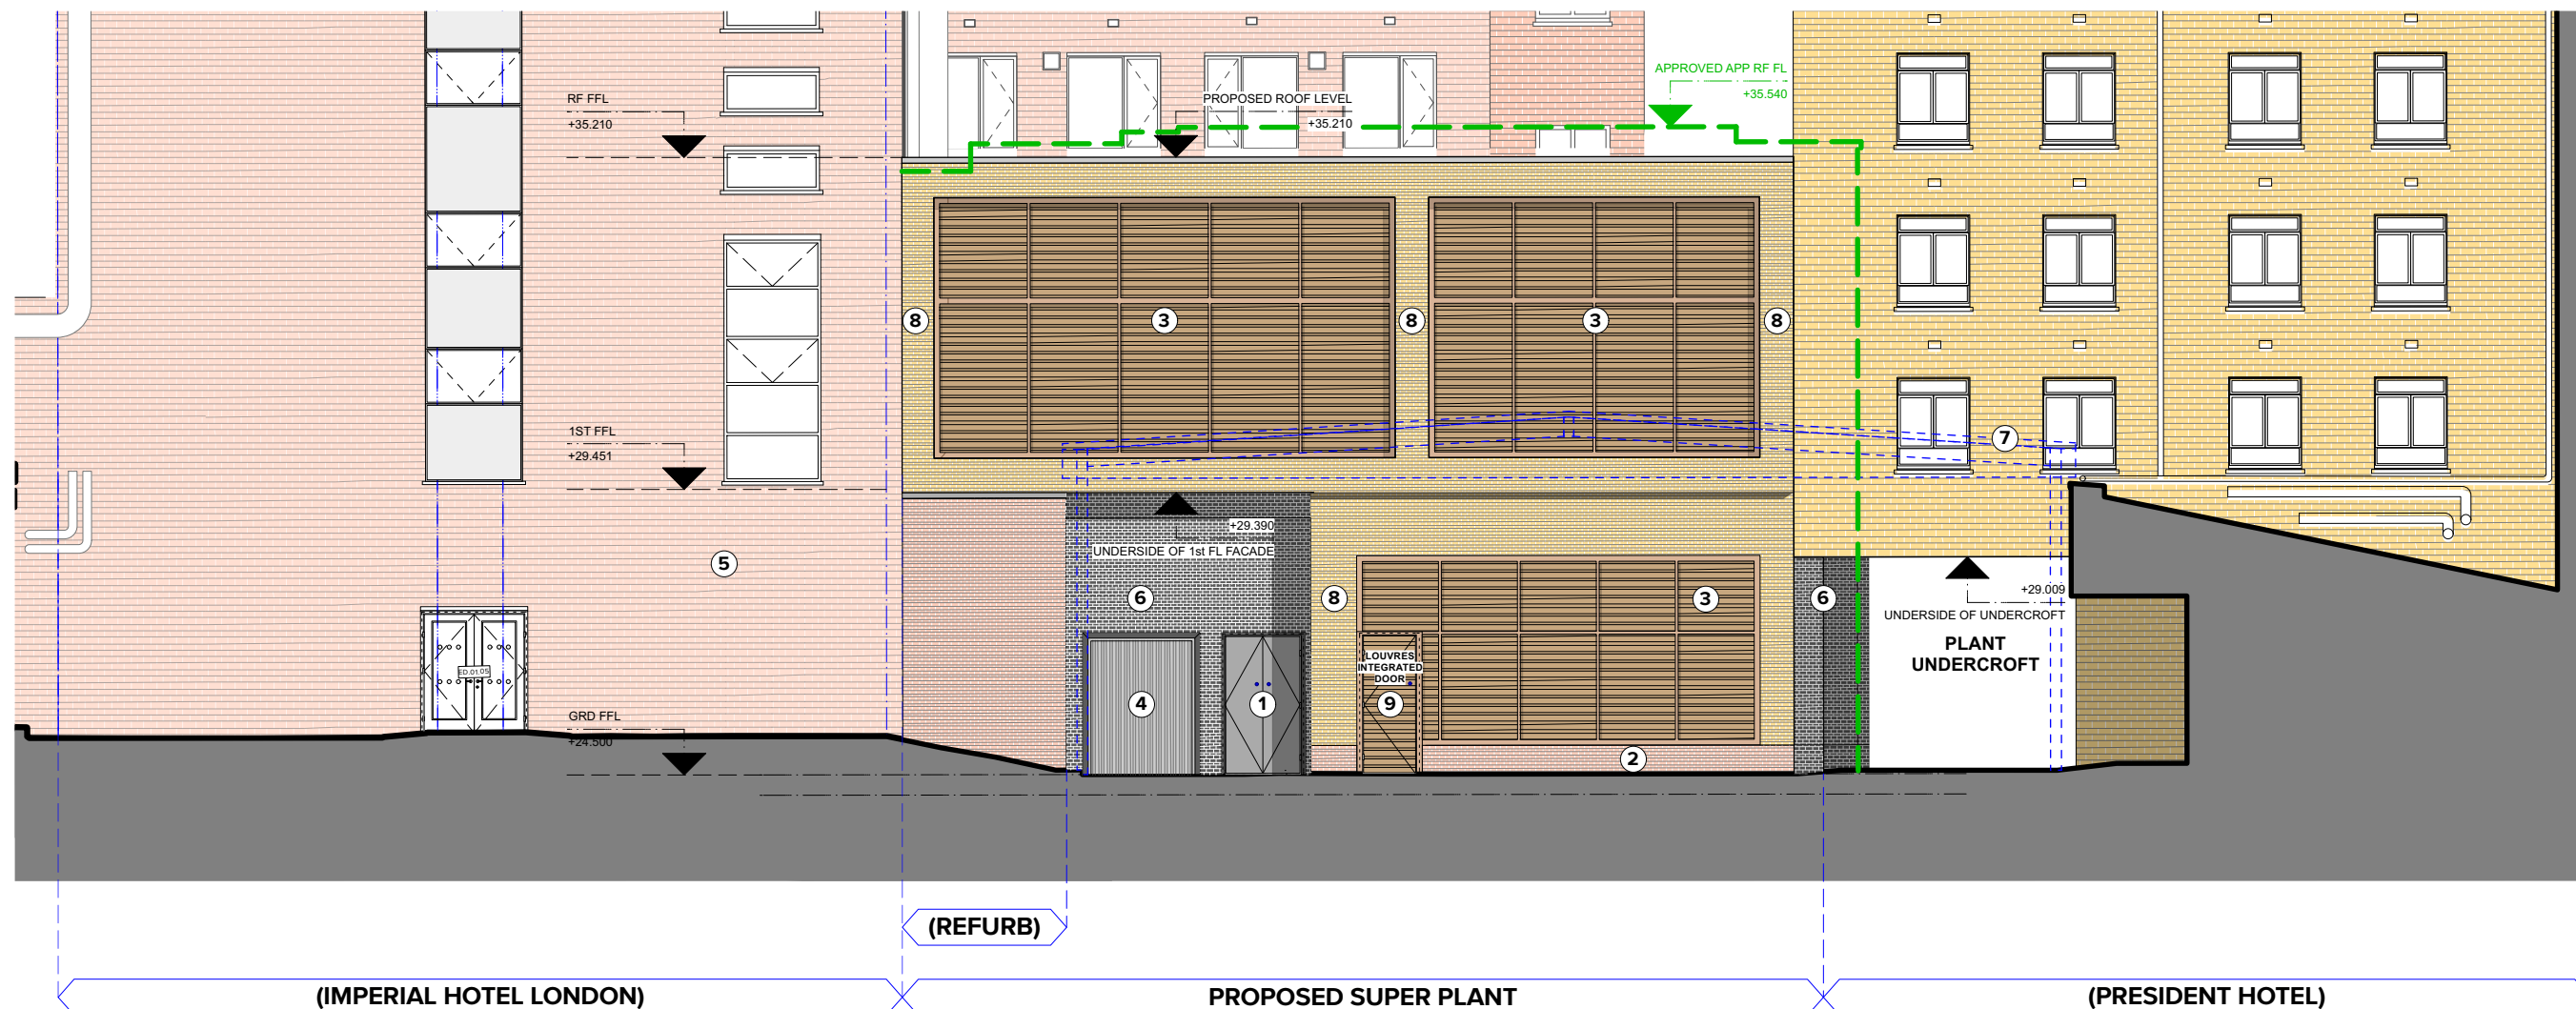 APPROVED APP RF FL
+35.540
RF FFL
+35.210
PROPOSED ROOF LEVEL
+35.210
8
3
8
3
8
1ST FFL
+29.451
7
+29.390
UNDERSIDE OF 1st FL FACADE
5
6
8
3
6
+29.009
UNDERSIDE OF UNDERCROFT
PLANT
UNDERCROFT
LOUVRES
INTEGRATED
DOOR
ED.01.05
4
1
9
GRD FFL
+24.500
2
(REFURB)
(IMPERIAL HOTEL LONDON)
PROPOSED SUPER PLANT
(PRESIDENT HOTEL)